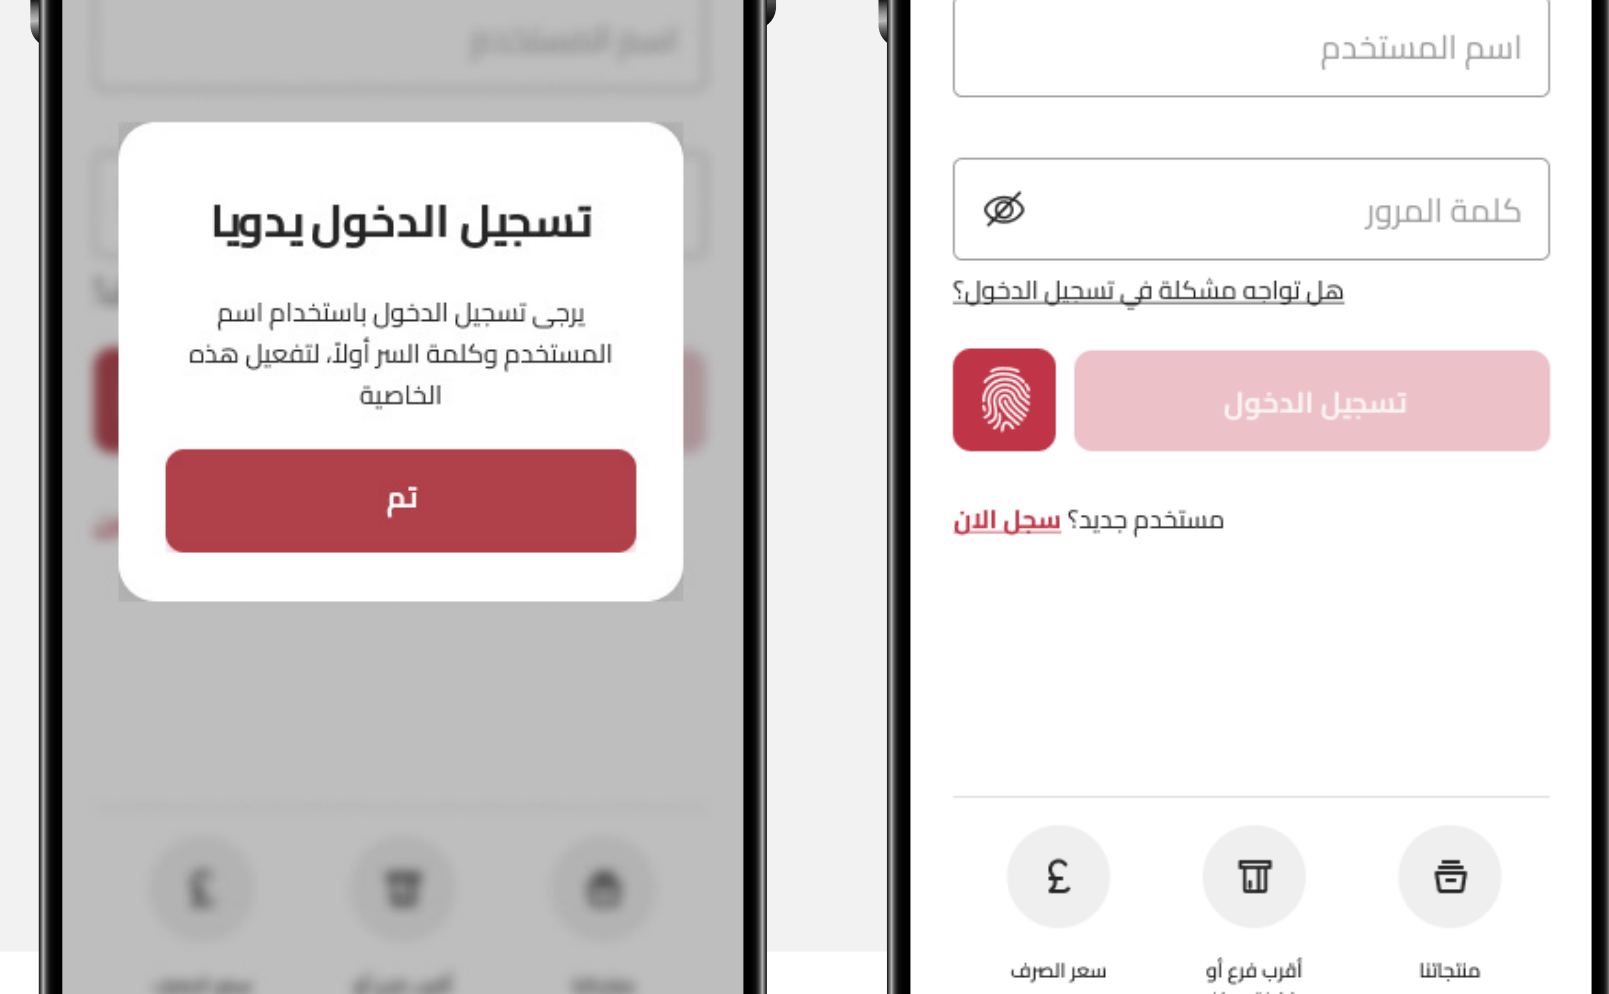 اسم المستخدم
تسجيل الدخول يدويا
يرجى تسجيل الدخول باستخدام اسم
المستخدم وكلمة السر أولاً، لتفعيل هذه
الخاصية
تم
اسم المستخدم
كلمة المرور
هل تواجه مشكلة في تسجيل الدخول؟
تسجيل الدخول
مستخدم جديد؟ سجل الان
£
منتجاتنا
أقرب فرع أو
سعر الصرف